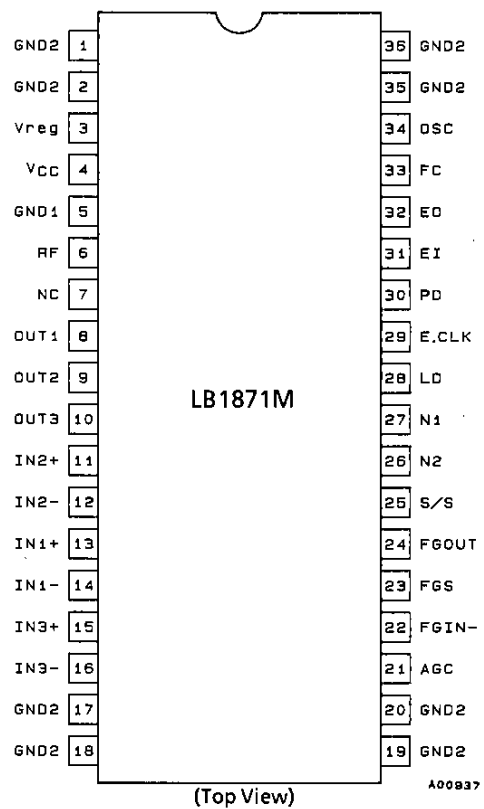 GND2 1 36 GND2
GND2 2 35 GND2
Vreg 3 34 OSC
VCC 4 33 FC
GND1 5 32 EO
RF 6 31 EI
NC 7 30 PD
OUT1 8 29 E.CLK
OUT2 9 28 LD
LB1871M
OUT3 10 27 N1
IN2+ 11 26 N2
IN2- 12 25 S/S
IN1+ 13 24 FGOUT
IN1- 14 23 FGS
IN3+ 15 22 FGIN-
IN3- 16 21 AGC
GND2 17 20 GND2
GND2 18 19 GND2
A00937
(Top View)